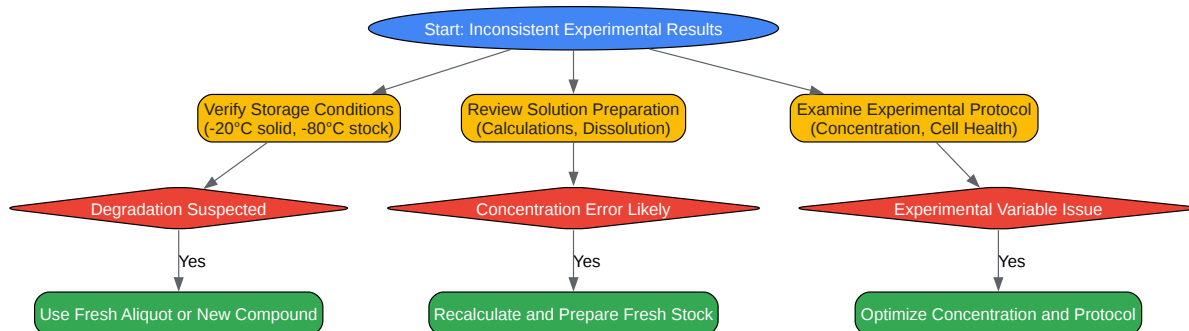 Start: Inconsistent Experimental Results
Verify Storage Conditions
(-20°C solid, -80°C stock)
Review Solution Preparation
(Calculations, Dissolution)
Examine Experimental Protocol
(Concentration, Cell Health)
Degradation Suspected
Concentration Error Likely
Experimental Variable Issue
Yes
Yes
Yes
Use Fresh Aliquot or New Compound
Recalculate and Prepare Fresh Stock
Optimize Concentration and Protocol